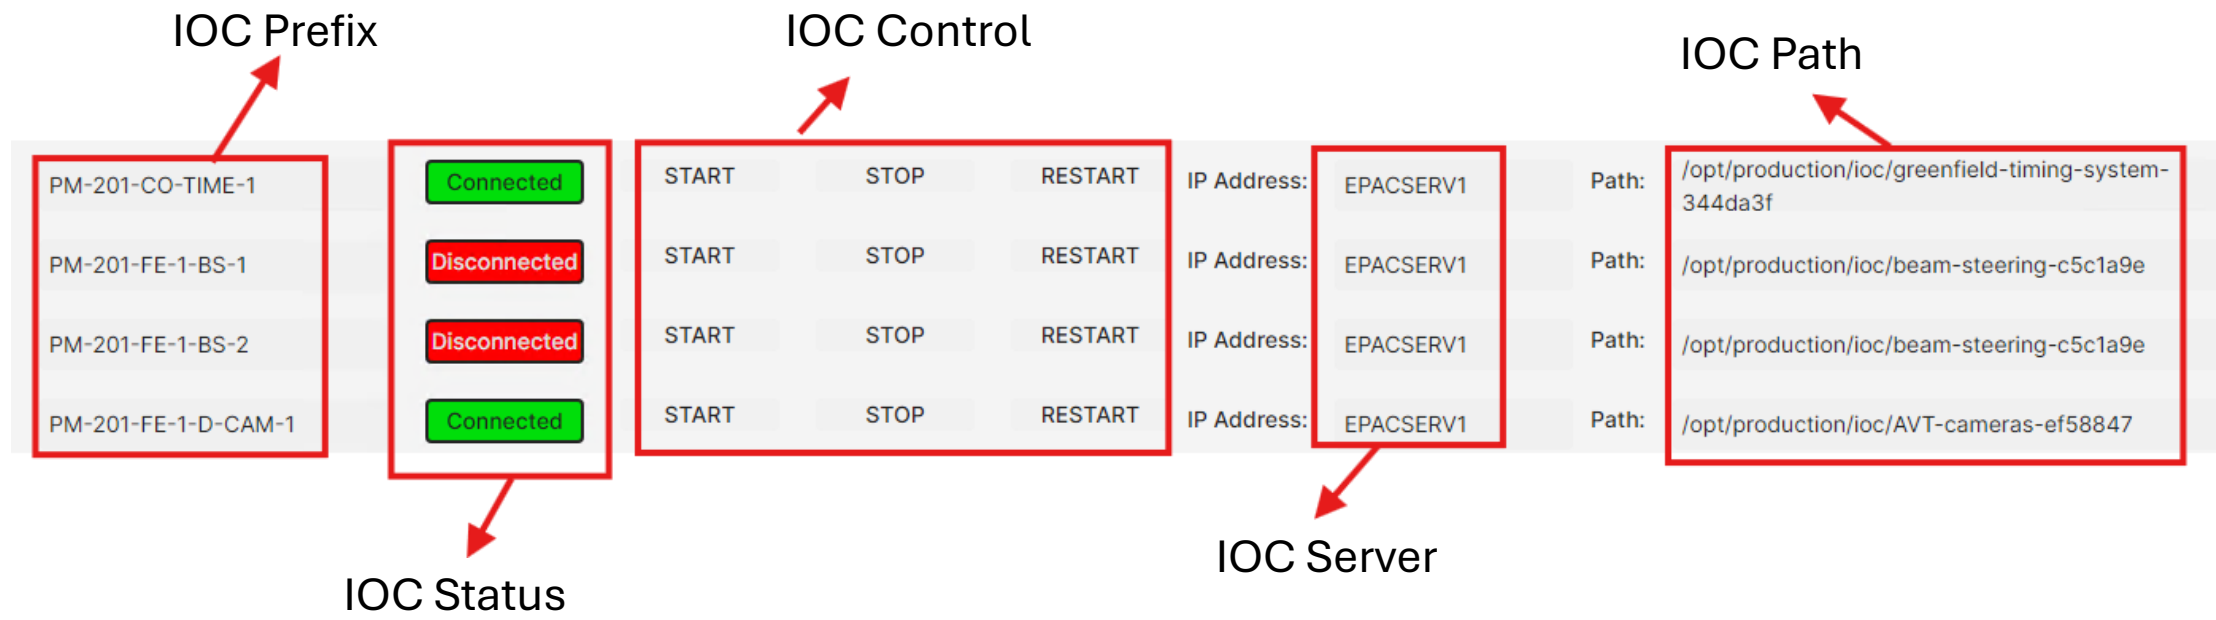 IOC Prefix
IOC Control
IOC Path
PM-201-CO-TIME-1 Connected START STOP RESTART IP Address: EPACSERV1 Path: /opt/production/ioc/greenfield-timing-system-
344da3f
PM-201-FE-1-BS-1 Disconnected START STOP RESTART IP Address: EPACSERV1 Path: /opt/production/ioc/beam-steering-c5c1a9e
PM-201-FE-1-BS-2 Disconnected START STOP RESTART IP Address: EPACSERV1 Path: /opt/production/ioc/beam-steering-c5c1a9e
PM-201-FE-1-D-CAM-1 Connected START STOP RESTART IP Address: EPACSERV1 Path: /opt/production/ioc/AVT-cameras-ef58847
IOC Server
IOC Status